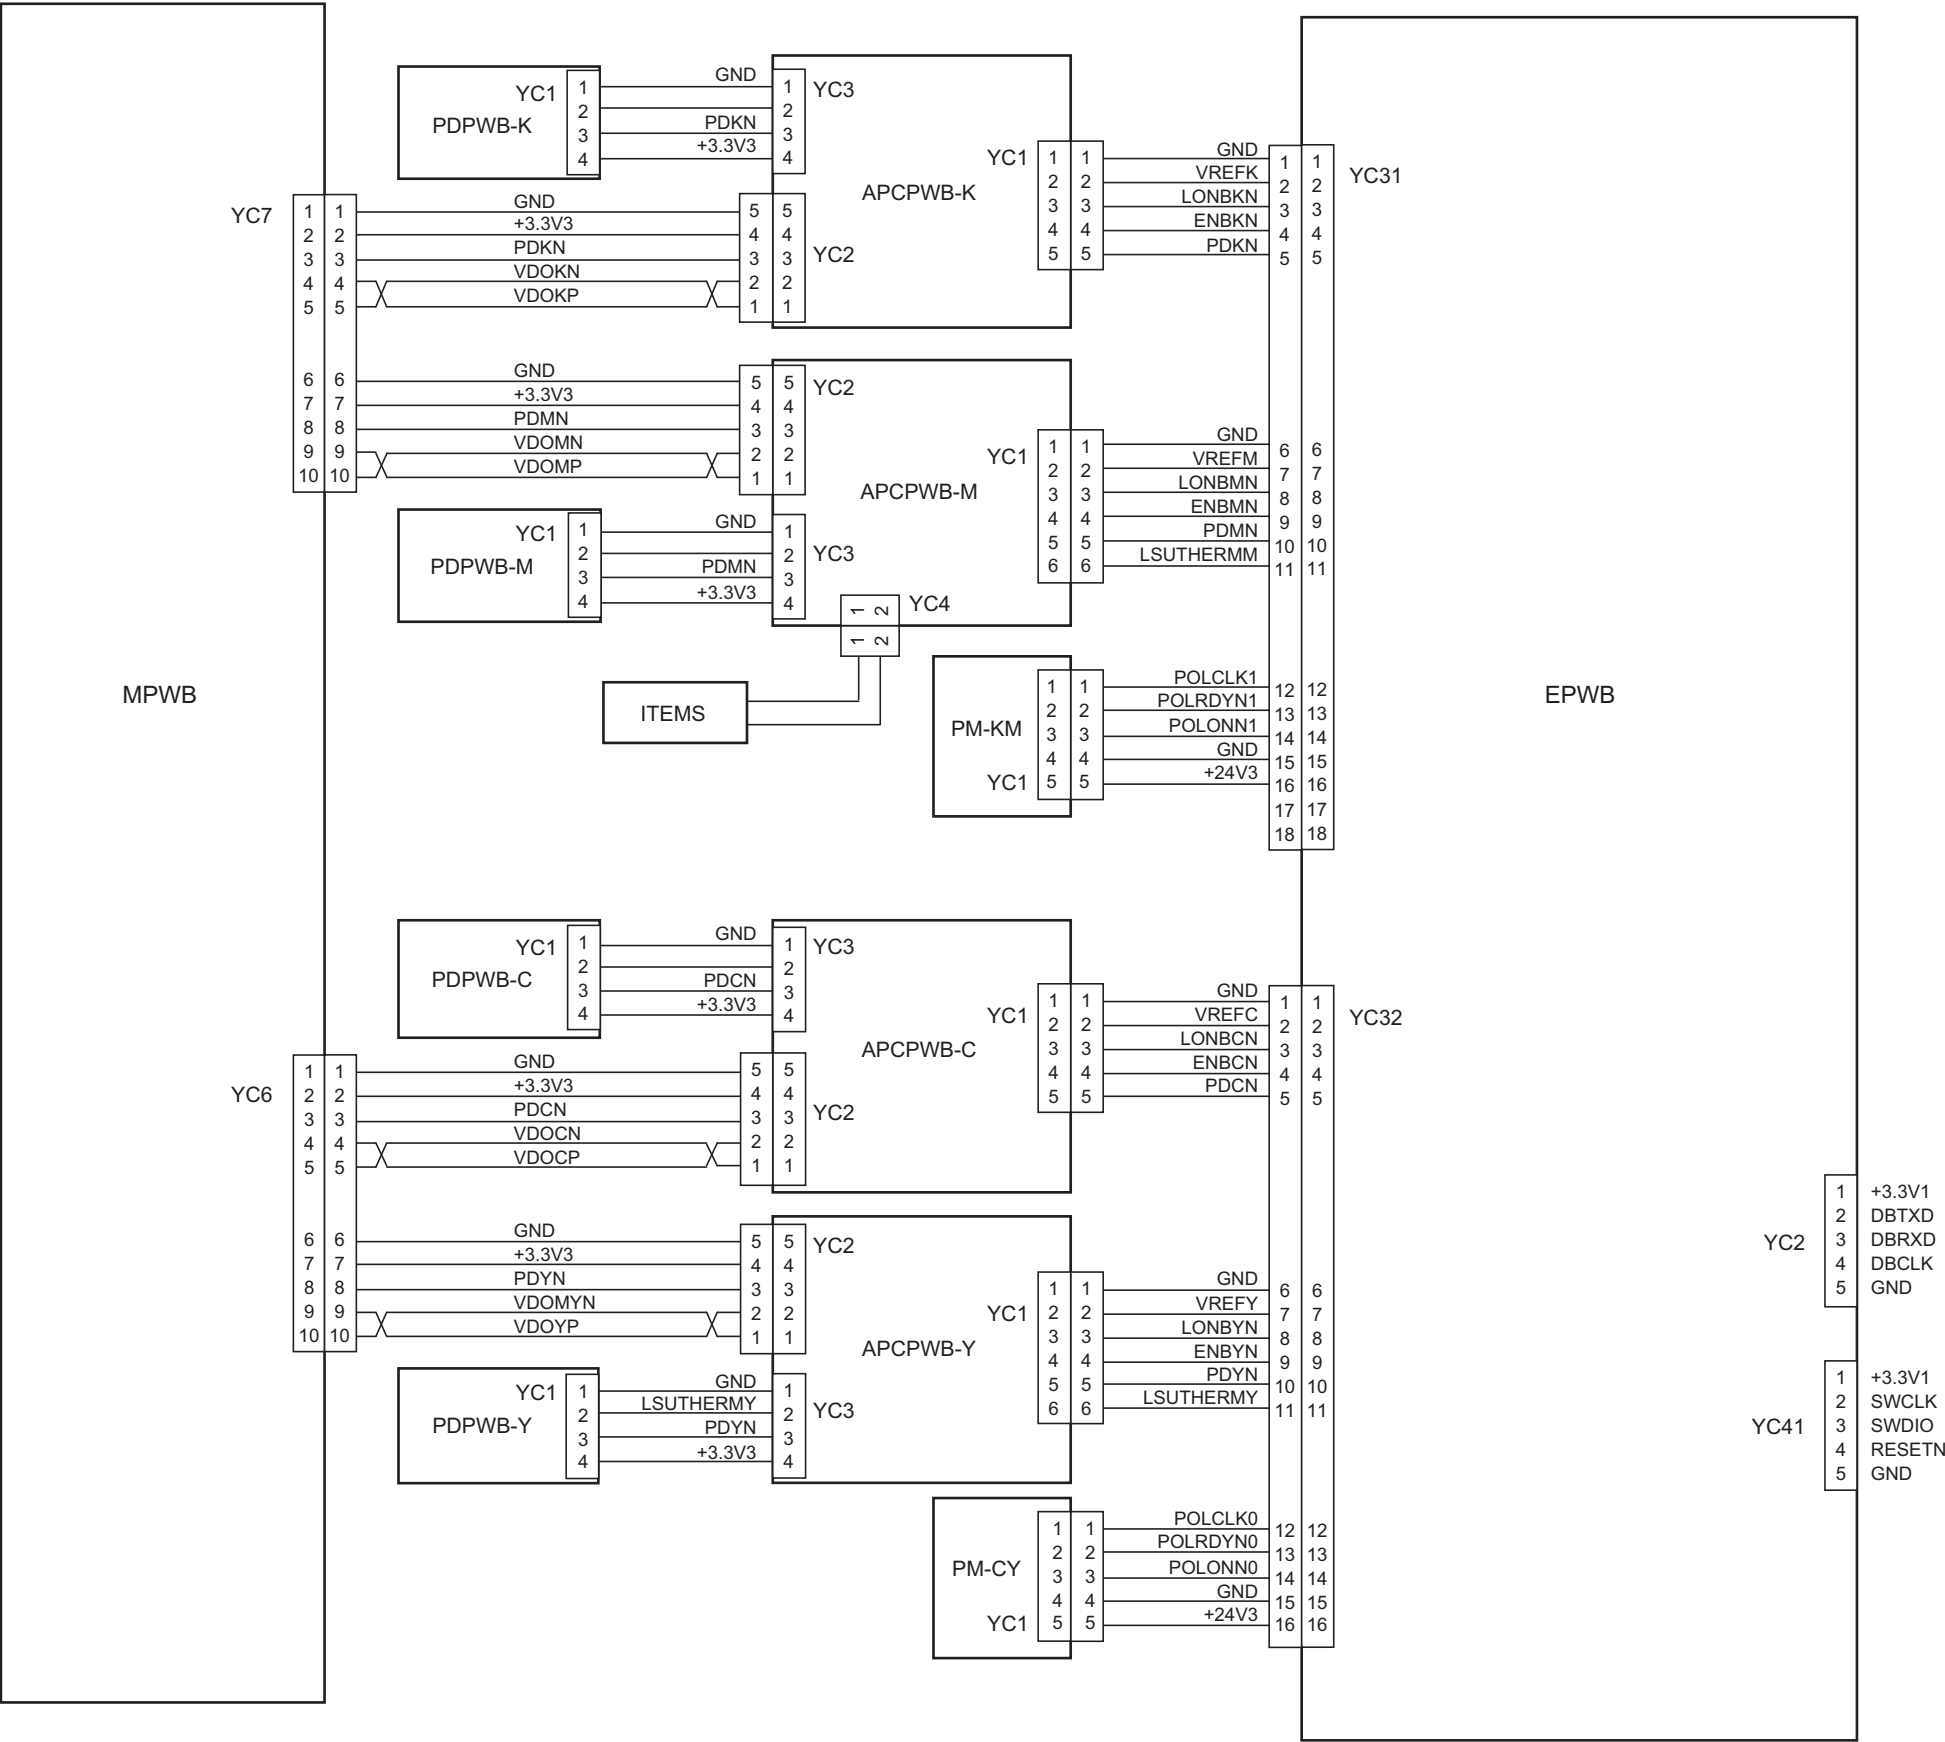 MPWB
YC7
1 1
2 2
3 3
4 4
5 5
6 6
7 7
8 8
9 9
10 10
YC6
1 1
2 2
3 3
4 4
5 5
6 6
7 7
8 8
9 9
10 10
PDPWB-K
YC1
1
2
3
4
GND
PDKN
+3.3V3
1
2
3
4
YC3
GND
+3.3V3
PDKN
VDOKN
VDOKP
5 5
4 4
3 3
2 2
1 1
YC2
APCPWB-K
YC1
1 1
2 2
3 3
4 4
5 5
GND
VREFK
LONBKN
ENBKN
PDKN
GND
+3.3V3
PDMN
VDOMN
VDOMP
5 5
4 4
3 3
2 2
1 1
YC2
APCPWB-M
YC1
1 1
2 2
3 3
4 4
5 5
6 6
GND
VREFM
LONBMN
ENBMN
PDMN
LSUTHERMM
PDPWB-M
YC1
1
2
3
4
GND
PDMN
+3.3V3
1
2
3
4
YC3
1 2
1 2
YC4
ITEMS
PM-KM
YC1
1 1
2 2
3 3
4 4
5 5
POLCLK1
POLRDYN1
POLONN1
GND
+24V3
EPWB
YC31
1 1
2 2
3 3
4 4
5 5
6 6
7 7
8 8
9 9
10 10
11 11
12 12
13 13
14 14
15 15
16 16
17 17
18 18
PDPWB-C
YC1
1
2
3
4
GND
PDCN
+3.3V3
1
2
3
4
YC3
GND
+3.3V3
PDCN
VDOCN
VDOCP
5 5
4 4
3 3
2 2
1 1
YC2
APCPWB-C
YC1
1 1
2 2
3 3
4 4
5 5
GND
VREFC
LONBCN
ENBCN
PDCN
GND
+3.3V3
PDYN
VDOMYN
VDOYP
5 5
4 4
3 3
2 2
1 1
YC2
APCPWB-Y
YC1
1 1
2 2
3 3
4 4
5 5
6 6
GND
VREFY
LONBYN
ENBYN
PDYN
LSUTHERMY
PDPWB-Y
YC1
1
2
3
4
GND
LSUTHERMY
PDYN
+3.3V3
1
2
3
4
YC3
PM-CY
YC1
1 1
2 2
3 3
4 4
5 5
POLCLK0
POLRDYN0
POLONN0
GND
+24V3
YC32
1 1
2 2
3 3
4 4
5 5
6 6
7 7
8 8
9 9
10 10
11 11
12 12
13 13
14 14
15 15
16 16
YC2
1 +3.3V1
2 DBTXD
3 DBRXD
4 DBCLK
5 GND
YC41
1 +3.3V1
2 SWCLK
3 SWDIO
4 RESETN
5 GND